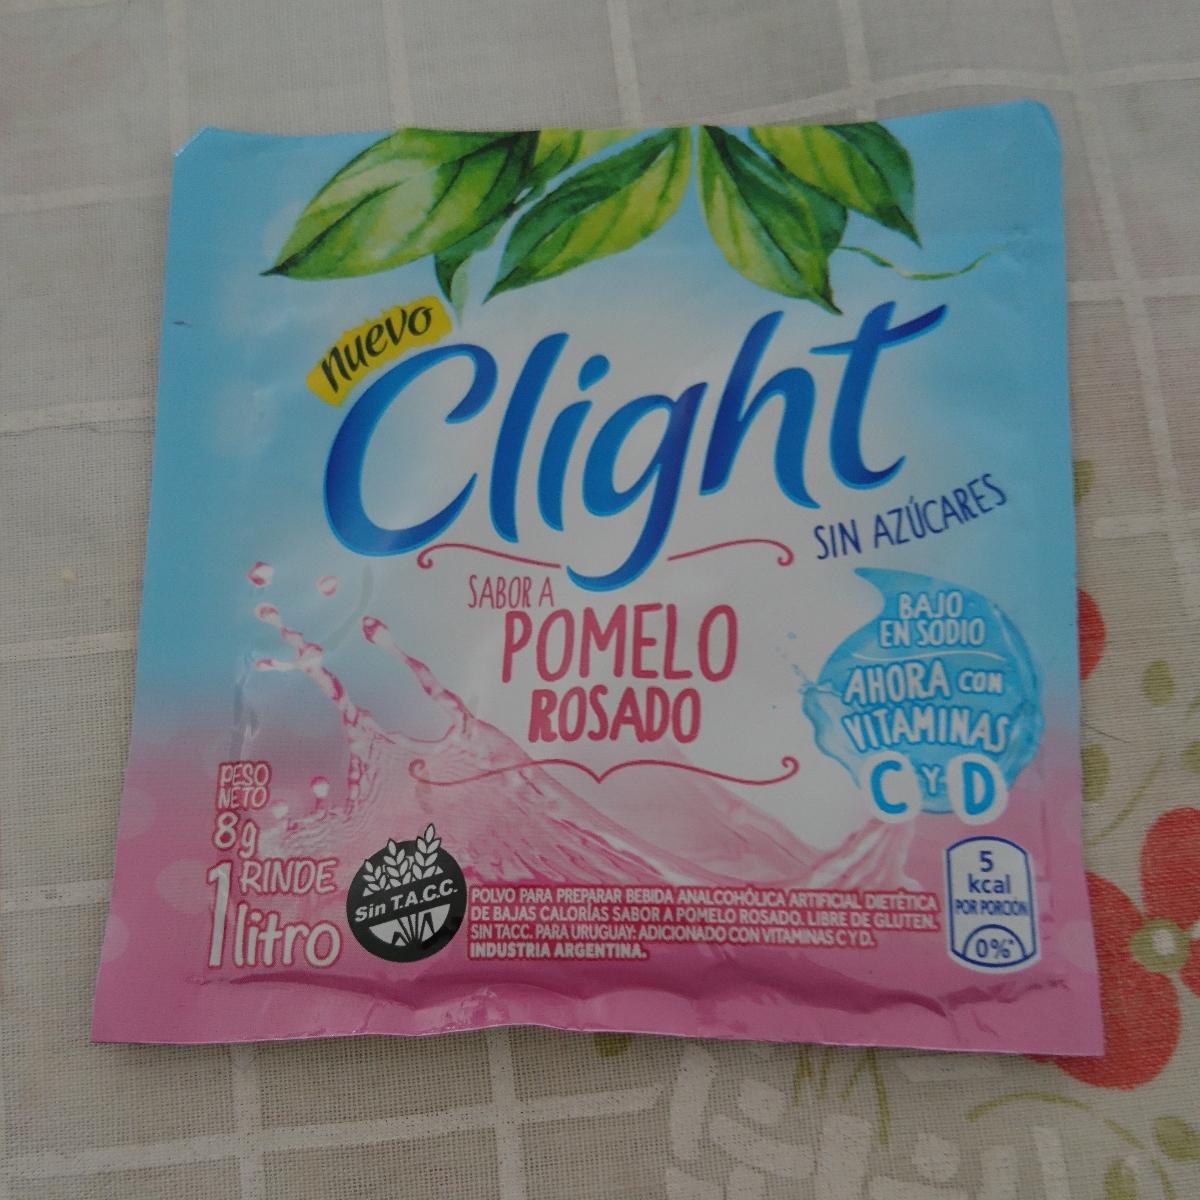 nuevo
Clight
SIN AZÚCARES
SABOR A
POMELO
ROSADO
BAJO
EN SODIO
AHORA CON
VITAMINAS
C Y D
PESO
NETO
8g
RINDE
1 litro
Sin T.A.C.C.
POLVO PARA PREPARAR BEBIDA ANALCOHÓLICA ARTIFICIAL DIETÉTICA
DE BAJAS CALORÍAS SABOR A POMELO ROSADO. LIBRE DE GLUTEN.
SIN TACC. PARA URUGUAY: ADICIONADO CON VITAMINAS C Y D.
INDUSTRIA ARGENTINA.
5
kcal
POR PORCIÓN
0%*